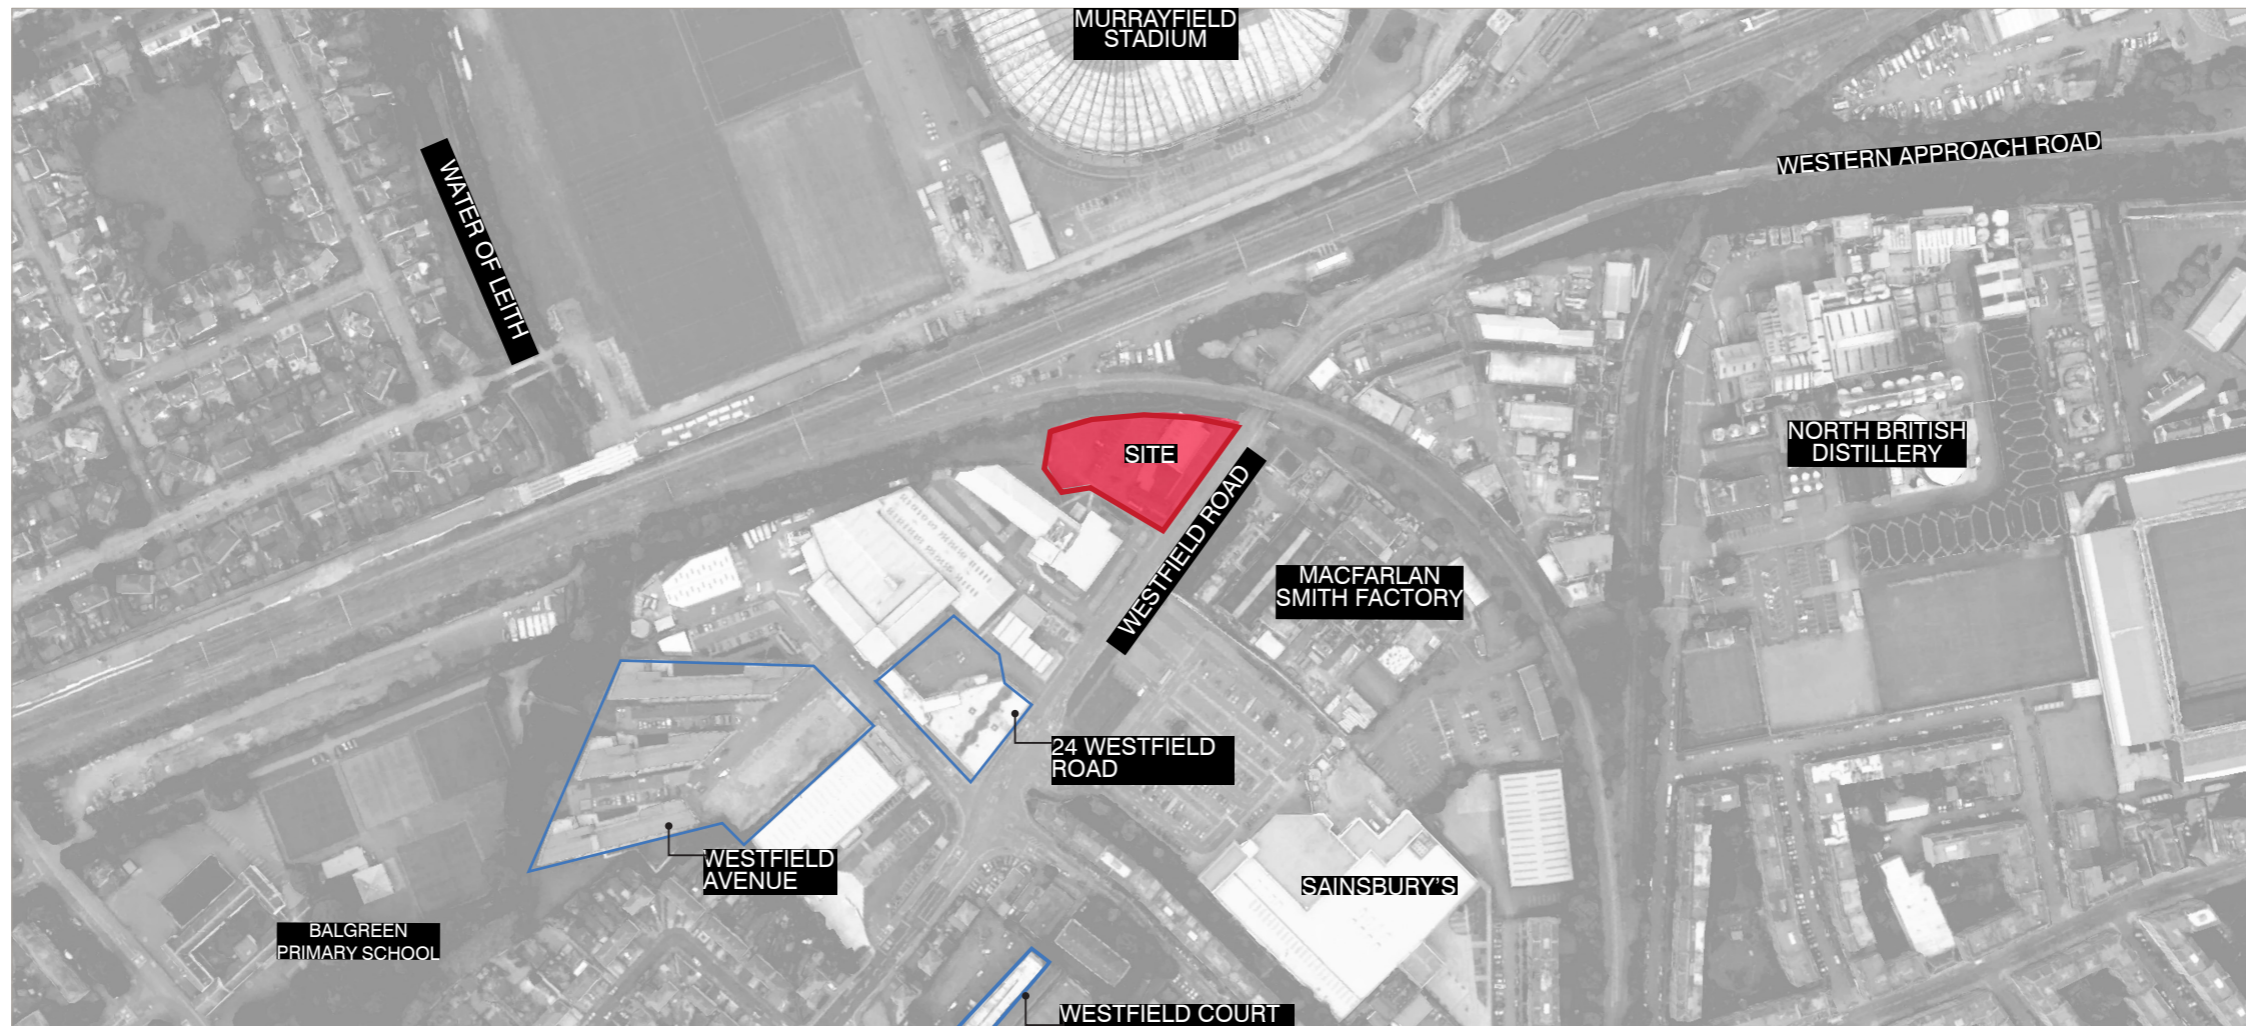 MURRAYFIELD
STADIUM
WESTERN APPROACH ROAD
WATER OF LEITH
SITE
NORTH BRITISH
DISTILLERY
WESTFIELD ROAD
MACFARLAN
SMITH FACTORY
24 WESTFIELD
ROAD
WESTFIELD
AVENUE
SAINSBURY'S
BALGREEN
PRIMARY SCHOOL
WESTFIELD COURT